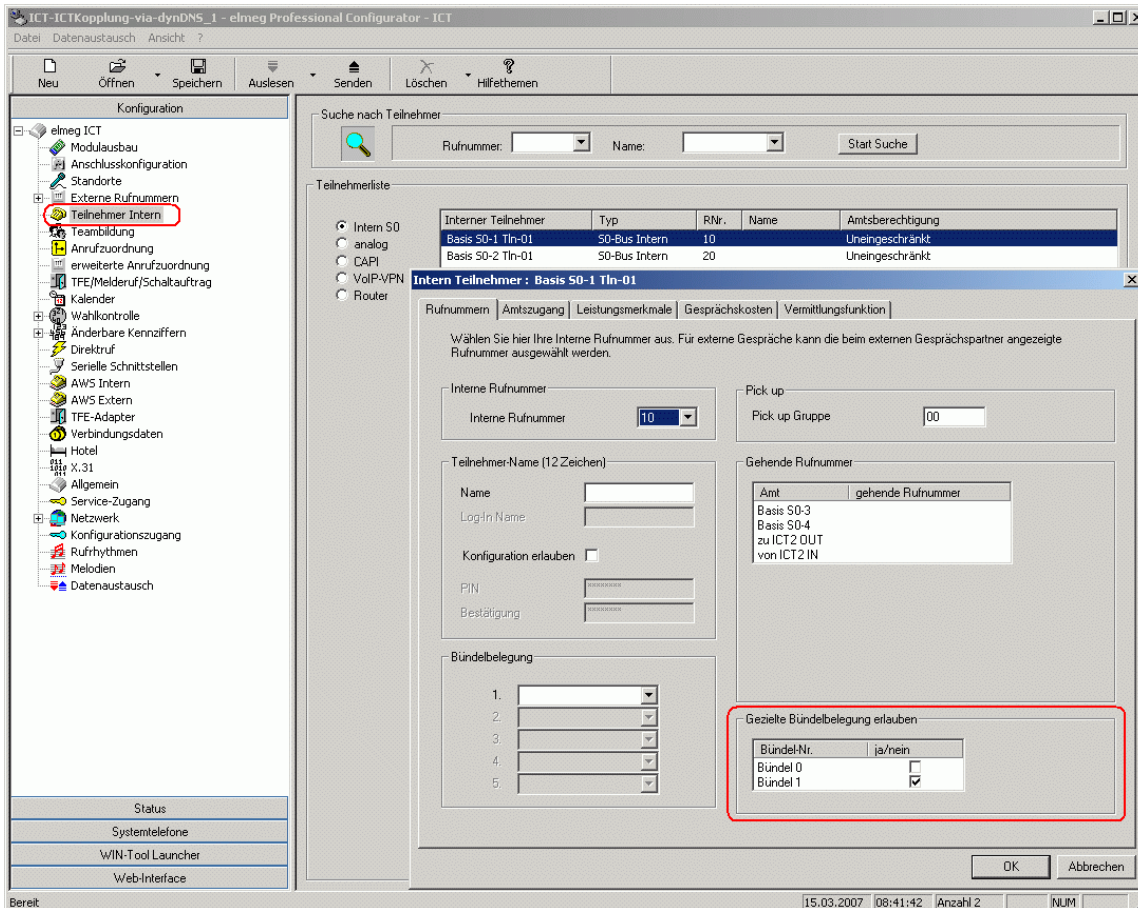 ICT-ICTKopplung-via-dynDNS_1 - elmeg Professional Configurator - ICT
Datei Datenaustausch Ansicht ?
Neu Öffnen Speichern Auslesen Senden Löschen Hilfethemen
Konfiguration
elmeg ICT
Modulausbau
Anschlusskonfiguration
Standorte
Externe Rufnummern
Teilnehmer Intern
Teambildung
Anrufzuordnung
erweiterte Anrufzuordnung
TFE/Melderuf/Schaltauftrag
Kalender
Wahlkontrolle
Änderbare Kennziffern
Direktruf
Serielle Schnittstellen
AWS Intern
AWS Extern
TFE-Adapter
Verbindungsdaten
Hotel
X.31
Allgemein
Service-Zugang
Netzwerk
Konfigurationszugang
Rufrhythmen
Melodien
Datenaustausch
Status
Systemtelefone
WIN-Tool Launcher
Web-Interface
Suche nach Teilnehmer
Rufnummer: Name: Start Suche
Teilnehmerliste
Intern S0
analog
CAPI
VoIP-VPN
Router
Interner Teilnehmer Typ RNr. Name Amtsberechtigung
Basis S0-1 Tln-01 S0-Bus Intern 10 Uneingeschränkt
Basis S0-2 Tln-01 S0-Bus Intern 20 Uneingeschränkt
Intern Teilnehmer : Basis S0-1 Tln-01
Rufnummern Amtszugang Leistungsmerkmale Gesprächskosten Vermittlungsfunktion
Wählen Sie hier Ihre Interne Rufnummer aus. Für externe Gespräche kann die beim externen Gesprächspartner angezeigte
Rufnummer ausgewählt werden.
Interne Rufnummer
Interne Rufnummer 10
Pick up
Pick up Gruppe 00
Teilnehmer-Name (12 Zeichen)
Name
Log-In Name
Konfiguration erlauben
PIN ********
Bestätigung ********
Gehende Rufnummer
Amt gehende Rufnummer
Basis S0-3
Basis S0-4
zu ICT2 OUT
von ICT2 IN
Bündelbelegung
1.
2.
3.
4.
5.
Gezielte Bündelbelegung erlauben
Bündel-Nr. ja/nein
Bündel 0
Bündel 1
OK Abbrechen
Bereit 15.03.2007 08:41:42 Anzahl 2 NUM